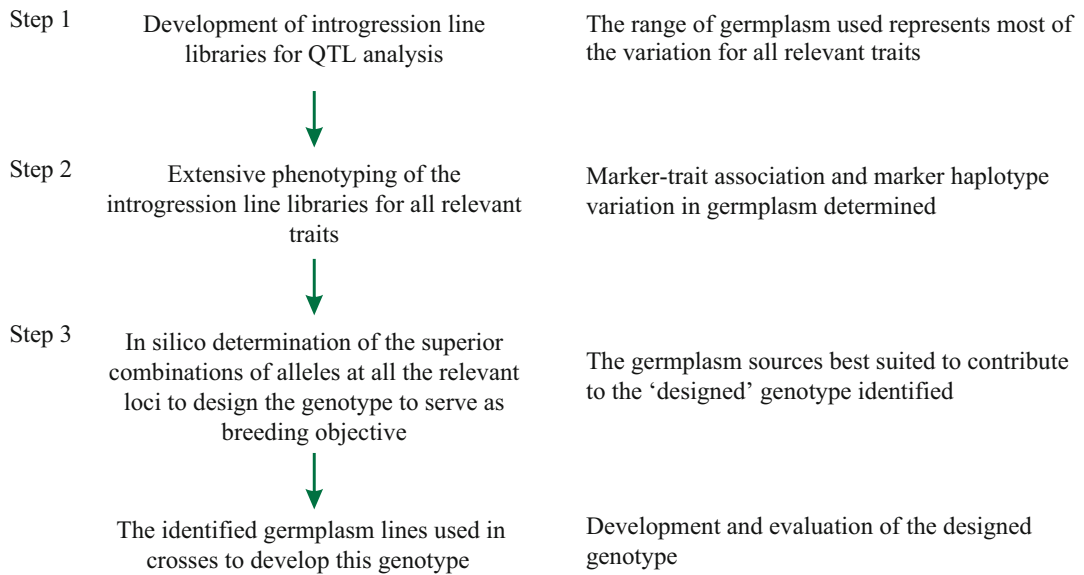 Step 1
Development of introgression line
libraries for QTL analysis
The range of germplasm used represents most of
the variation for all relevant traits
Step 2
Extensive phenotyping of the
introgression line libraries for all relevant
traits
Marker-trait association and marker haplotype
variation in germplasm determined
Step 3
In silico determination of the superior
combinations of alleles at all the relevant
loci to design the genotype to serve as
breeding objective
The germplasm sources best suited to contribute
to the ‘designed’ genotype identified
The identified germplasm lines used in
crosses to develop this genotype
Development and evaluation of the designed
genotype